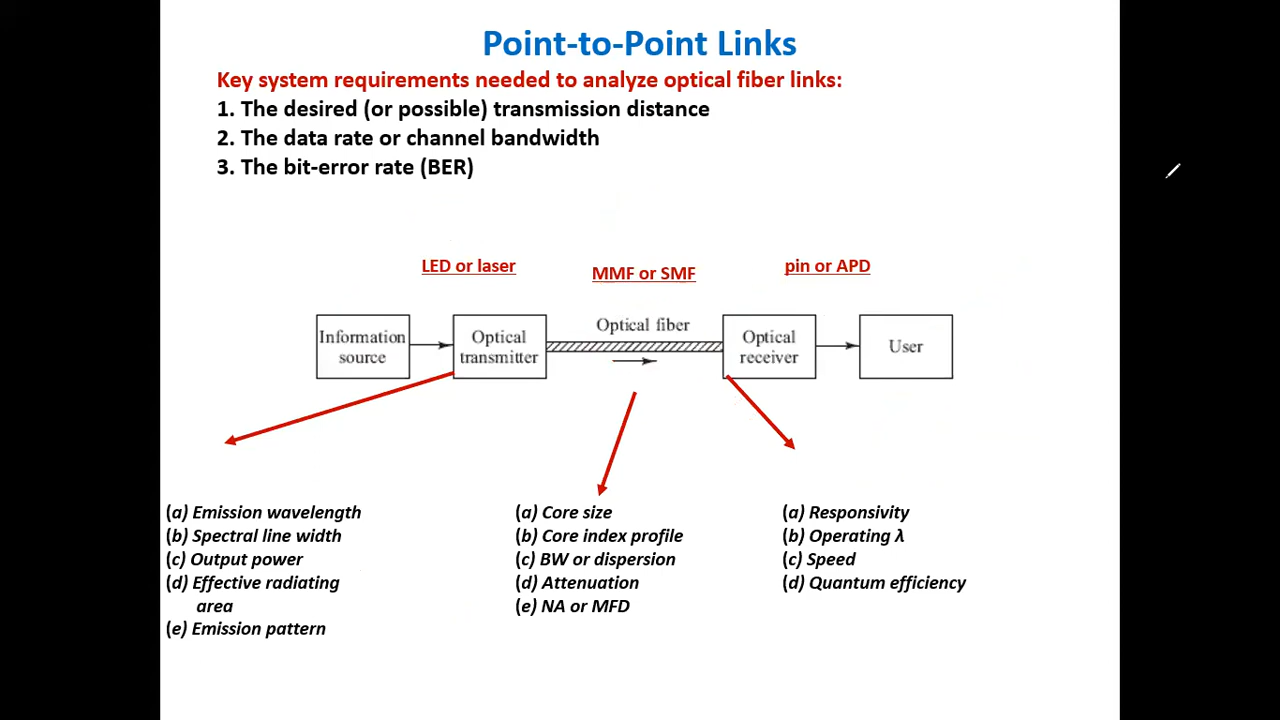 Point-to-Point Links
Key system requirements needed to analyze optical fiber links:
1. The desired (or possible) transmission distance
2. The data rate or channel bandwidth
3. The bit-error rate (BER)
LED or laser
MMF or SMF
pin or APD
Information
source
Optical
transmitter
Optical fiber
Optical
receiver
User
(a) Emission wavelength
(b) Spectral line width
(c) Output power
(d) Effective radiating
area
(e) Emission pattern
(a) Core size
(b) Core index profile
(c) BW or dispersion
(d) Attenuation
(e) NA or MFD
(a) Responsivity
(b) Operating λ
(c) Speed
(d) Quantum efficiency